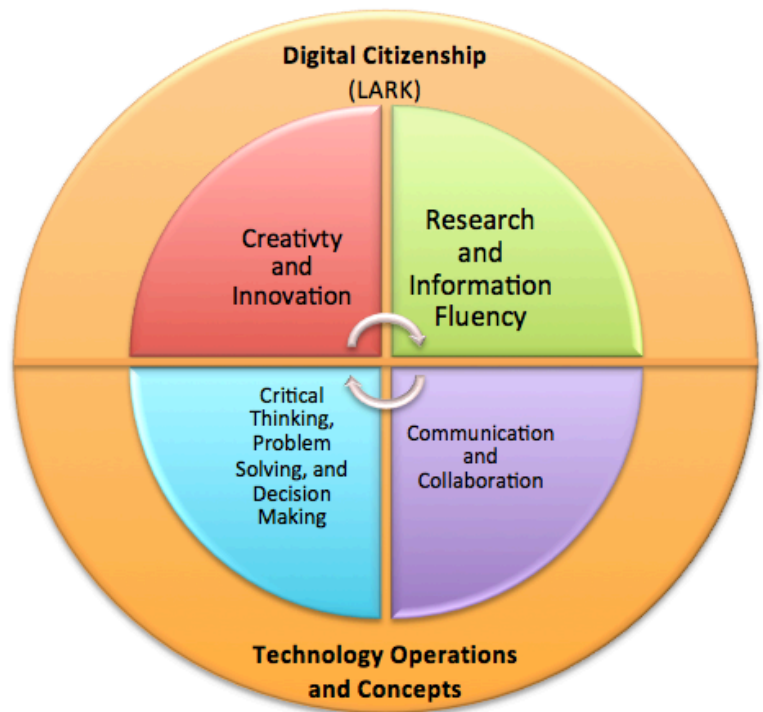 Digital Citizenship
(LARK)
Creativty
and
Innovation
Research
and
Information
Fluency
Critical
Thinking,
Problem
Solving, and
Decision
Making
Communication
and
Collaboration
Technology Operations
and Concepts